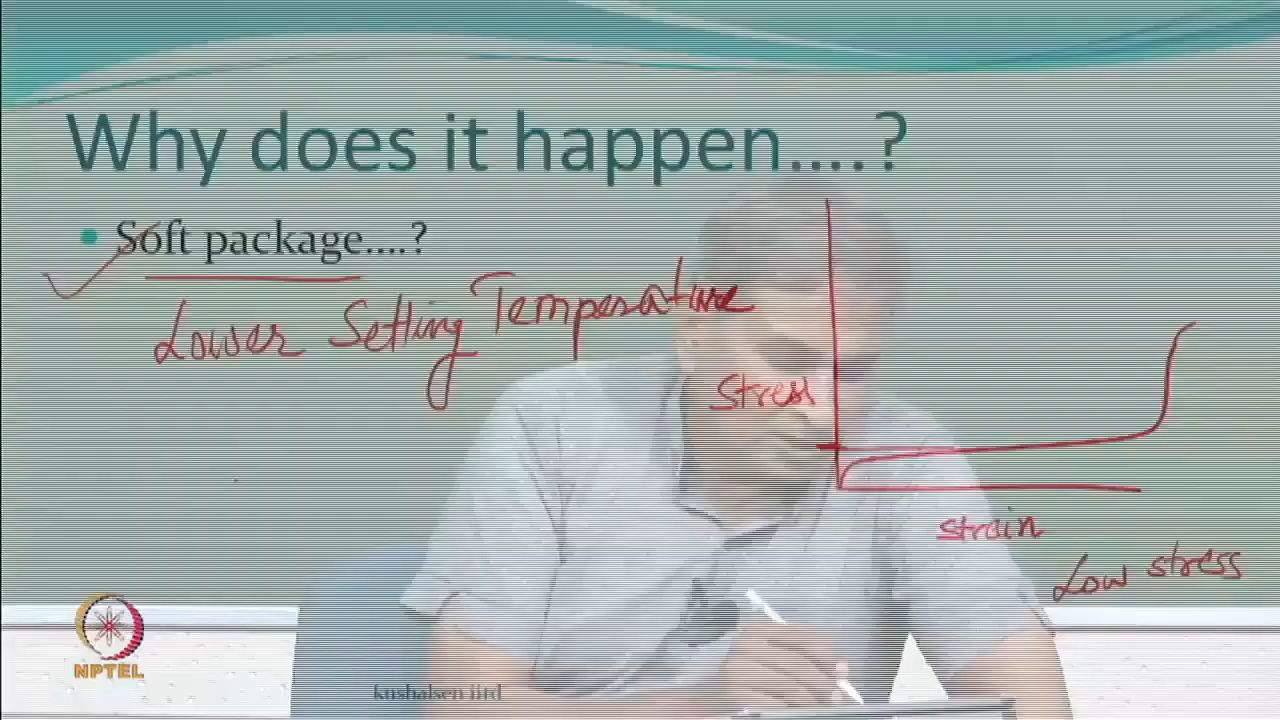 Why does it happen....?
Soft package....?
Lower Setting Temperature
Stress
strain
Low stress
NPTEL
kushalsen iitd